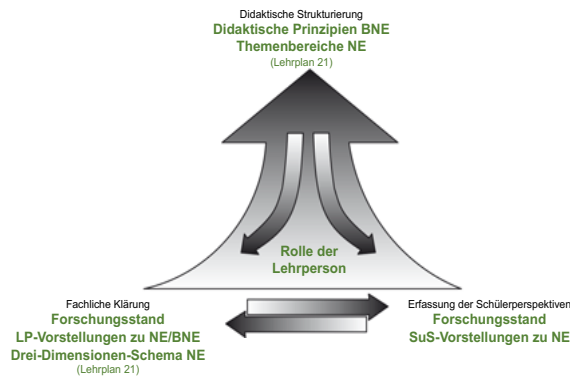 Didaktische Strukturierung
Didaktische Prinzipien BNE
Themenbereiche NE
(Lehrplan 21)
Rolle der
Lehrperson
Fachliche Klärung
Forschungsstand
LP-Vorstellungen zu NE/BNE
Drei-Dimensionen-Schema NE
(Lehrplan 21)
Erfassung der Schülerperspektiven
Forschungsstand
SuS-Vorstellungen zu NE